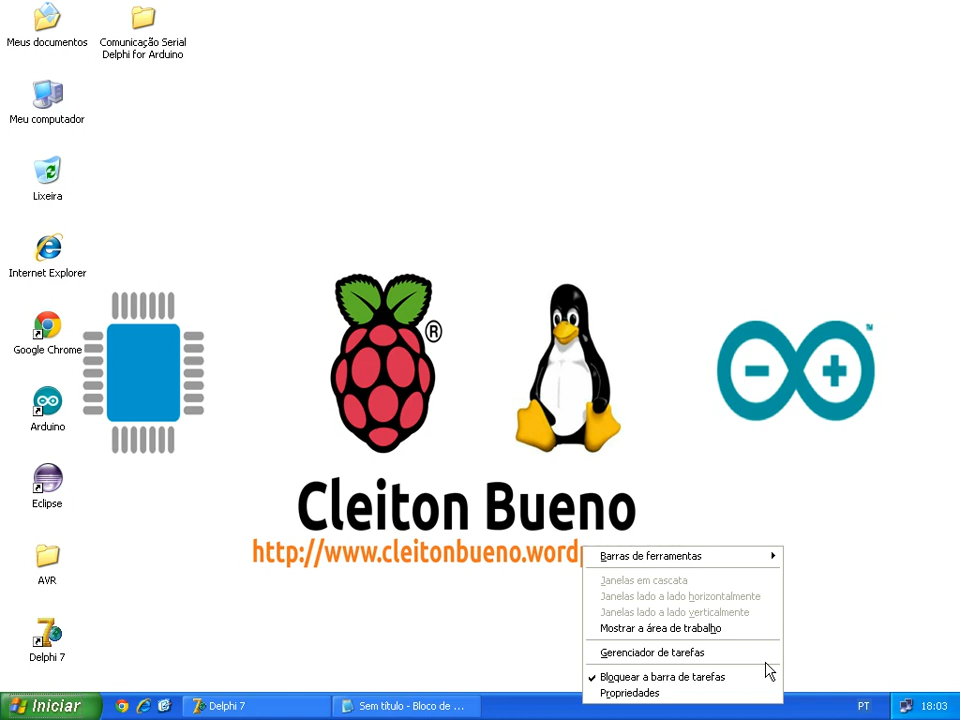 Meus documentos
Comunicação Serial
Delphi for Arduino
Meu computador
Lixeira
Internet Explorer
Google Chrome
Arduino
Eclipse
AVR
Delphi 7
®
™
Cleiton Bueno
http://www.cleitonbueno.wordp
Barras de ferramentas
Janelas em cascata
Janelas lado a lado horizontalmente
Janelas lado a lado verticalmente
Mostrar a área de trabalho
Gerenciador de tarefas
Bloquear a barra de tarefas
Propriedades
Iniciar
Delphi 7
Sem título - Bloco de ...
PT
18:03